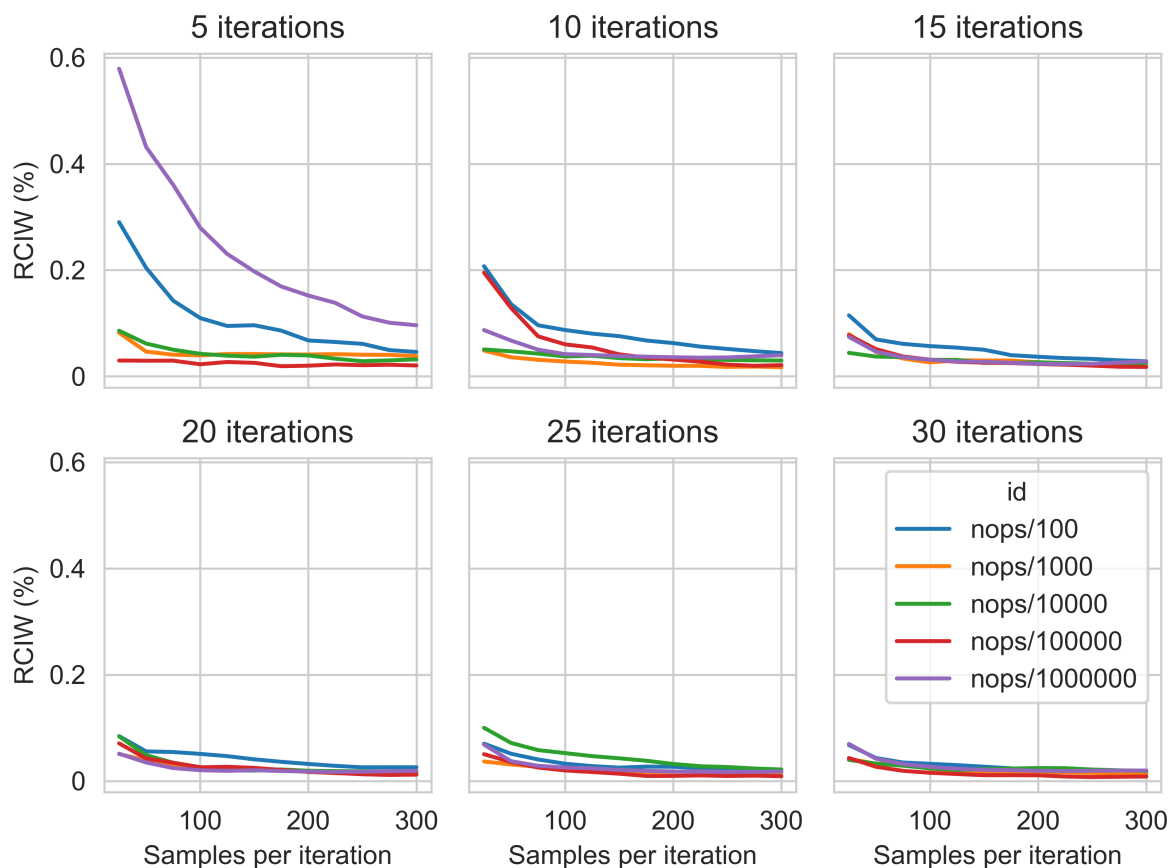 5 iterations
10 iterations
15 iterations
0.6
0.4
0.2
0
RCIW (%)
20 iterations
25 iterations
30 iterations
0.6
0.4
0.2
0
RCIW (%)
id
nops/100
nops/1000
nops/10000
nops/100000
nops/1000000
100 200 300
100 200 300
100 200 300
Samples per iteration
Samples per iteration
Samples per iteration